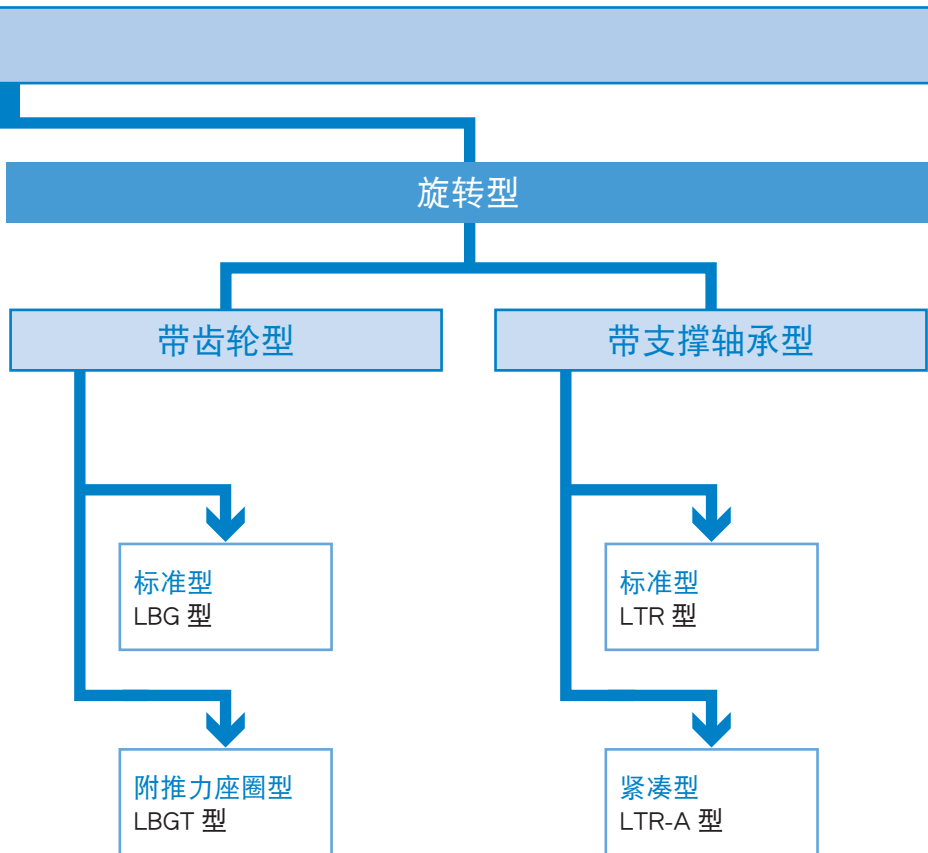 旋转型
带齿轮型
带支撑轴承型
标准型
LBG 型
标准型
LTR 型
附推力座圈型
LBGT 型
紧凑型
LTR-A 型